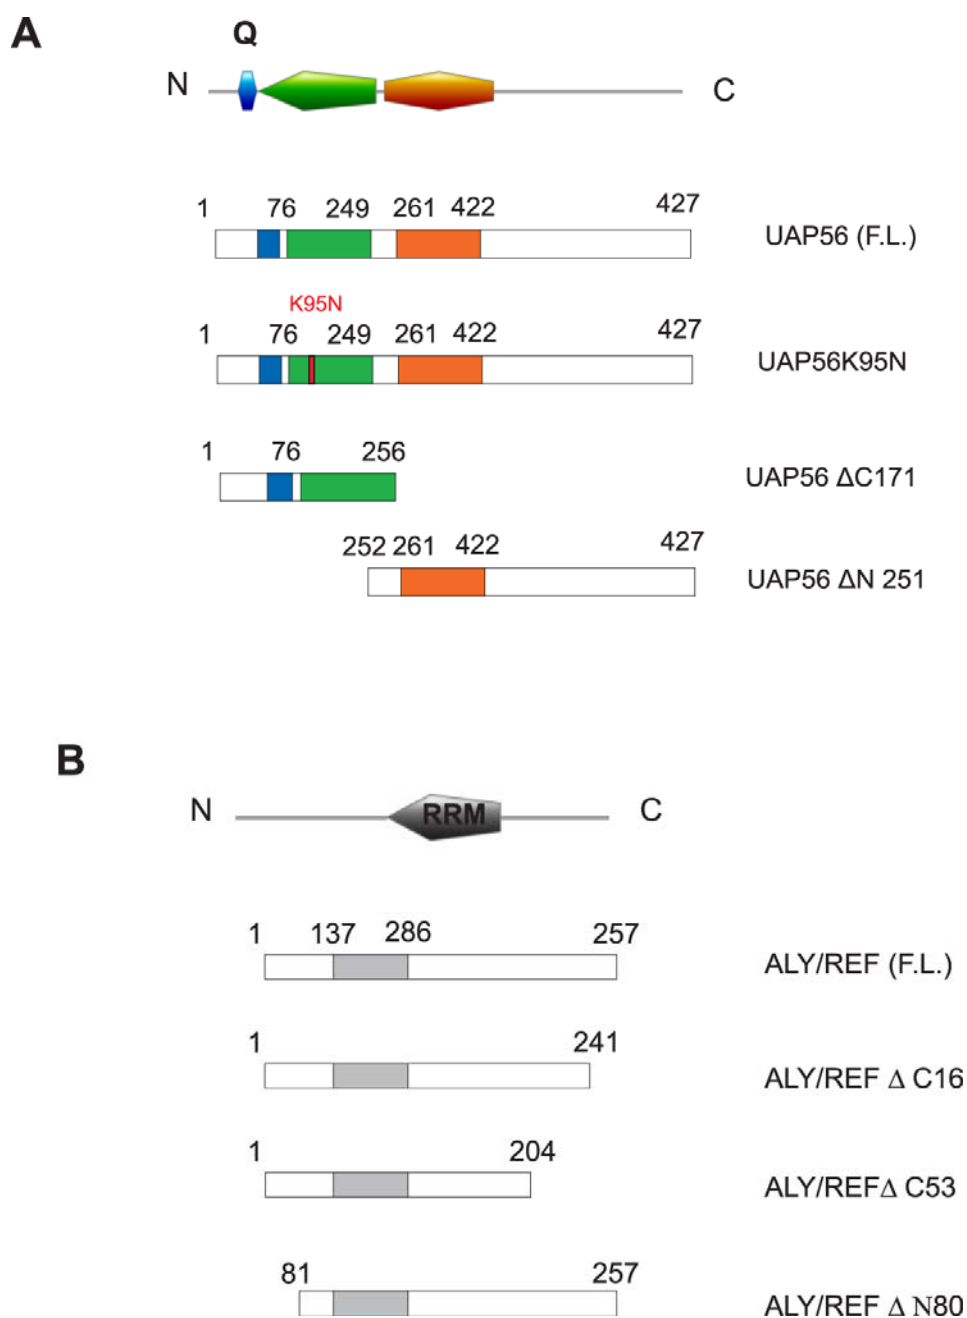 A
Q
N C
1 76 249 261 422 427
UAP56 (F.L.)
K95N
1 76 249 261 422 427
UAP56K95N
1 76 256
UAP56 ΔC171
252 261 422 427
UAP56 ΔN 251
B
N RRM C
1 137 286 257
ALY/REF (F.L.)
1 241
ALY/REF Δ C16
1 204
ALY/REFΔ C53
81 257
ALY/REF Δ N80